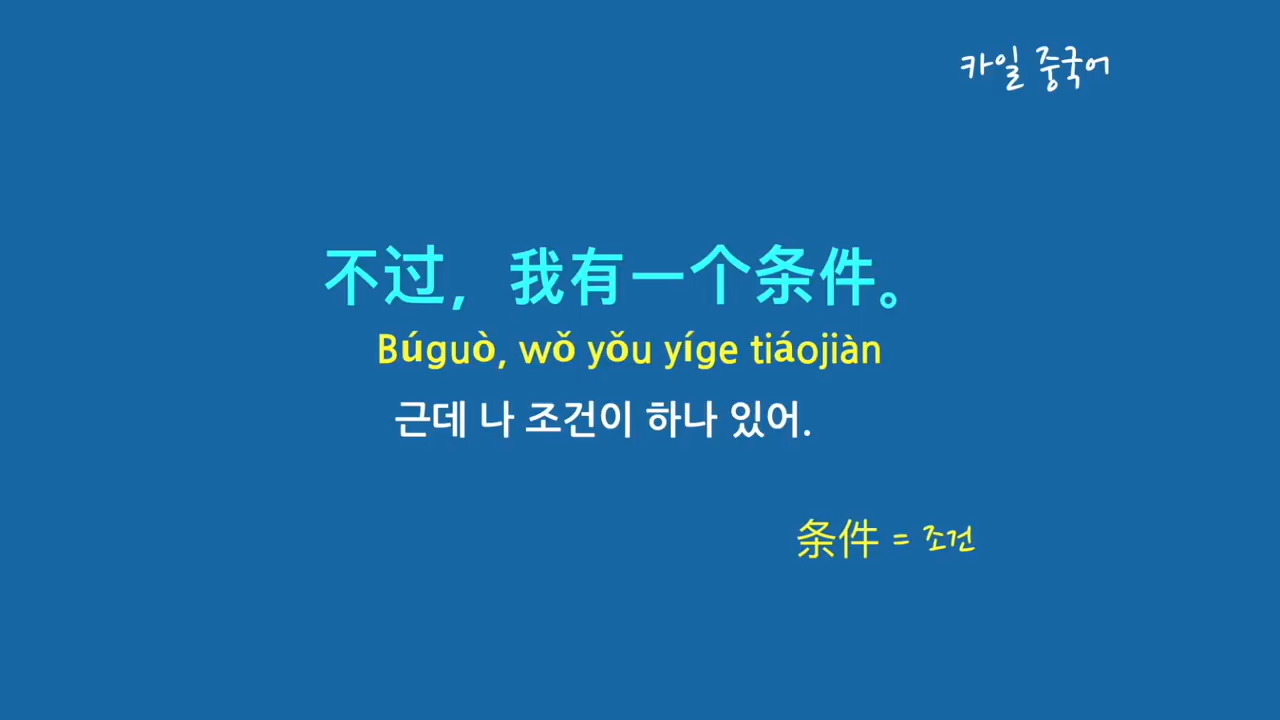 카일 중국어
不过，我有一个条件。
Búguò, wǒ yǒu yíge tiáojiàn
근데 나 조건이 하나 있어.
条件 = 조건